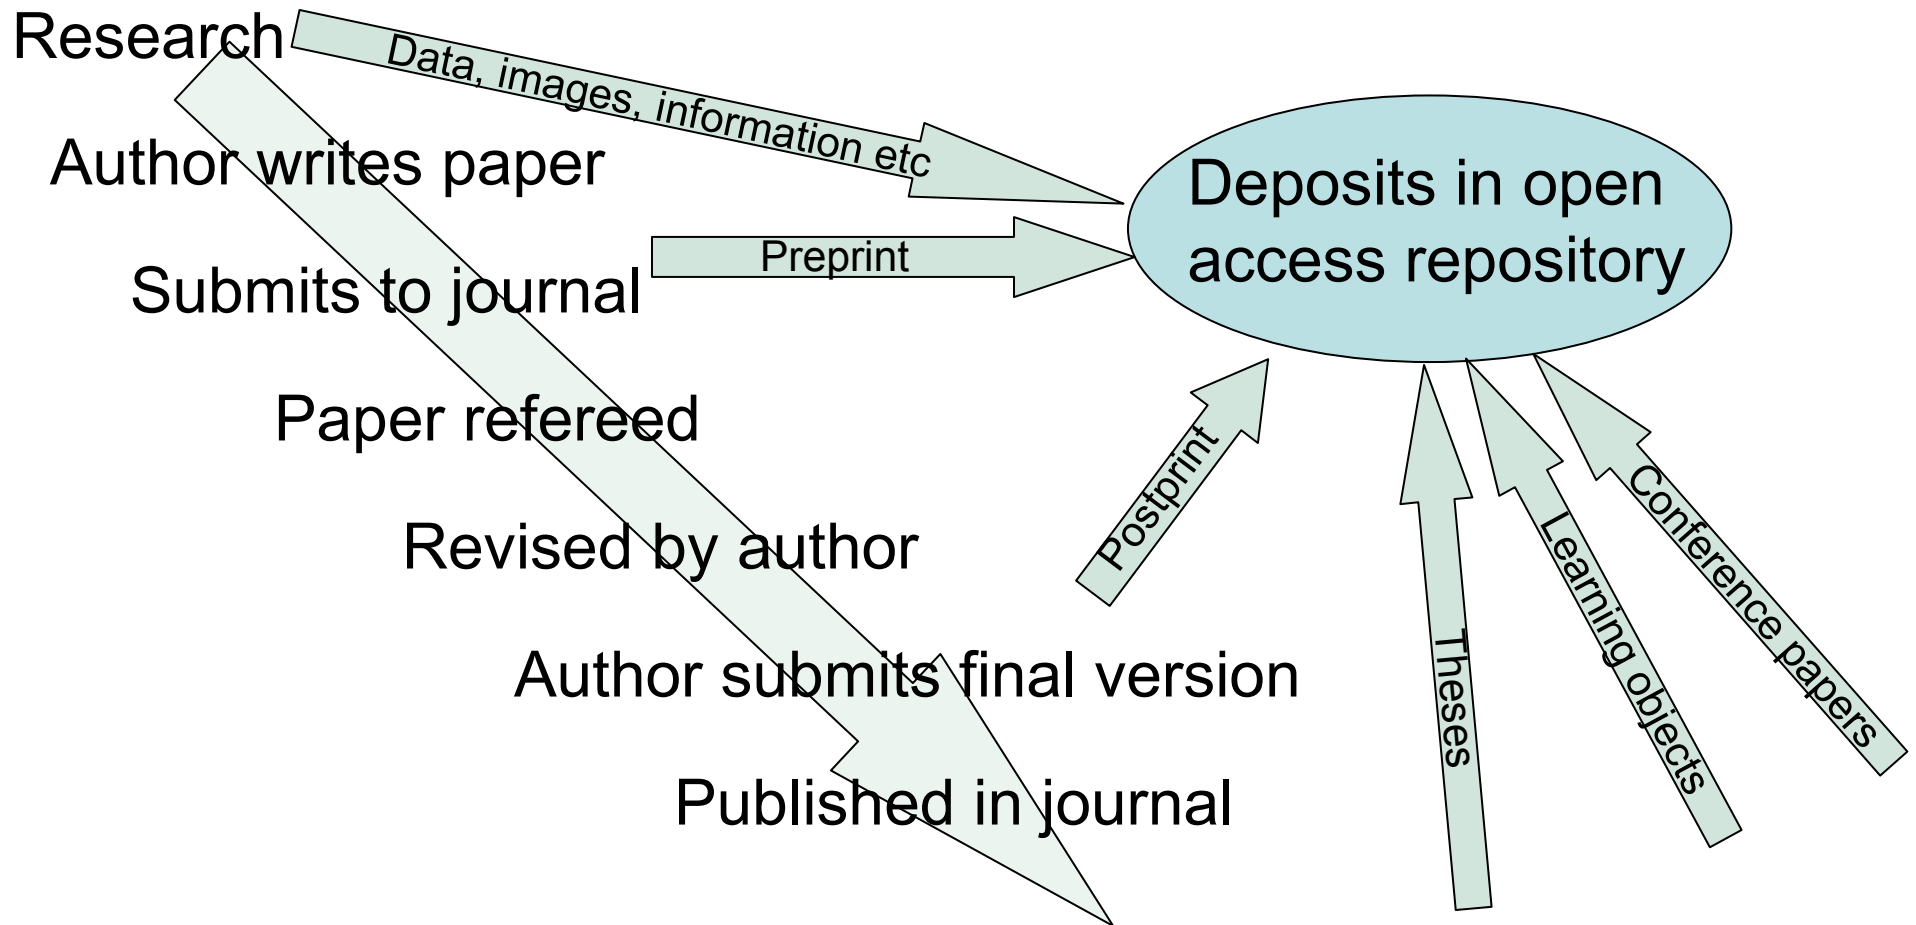 Research
Data, images, information etc
Author writes paper
Deposits in open
access repository
Preprint
Submits to journal
Paper refereed
Postprint
Revised by author
Conference papers
Learning objects
Theses
Author submits final version
Published in journal